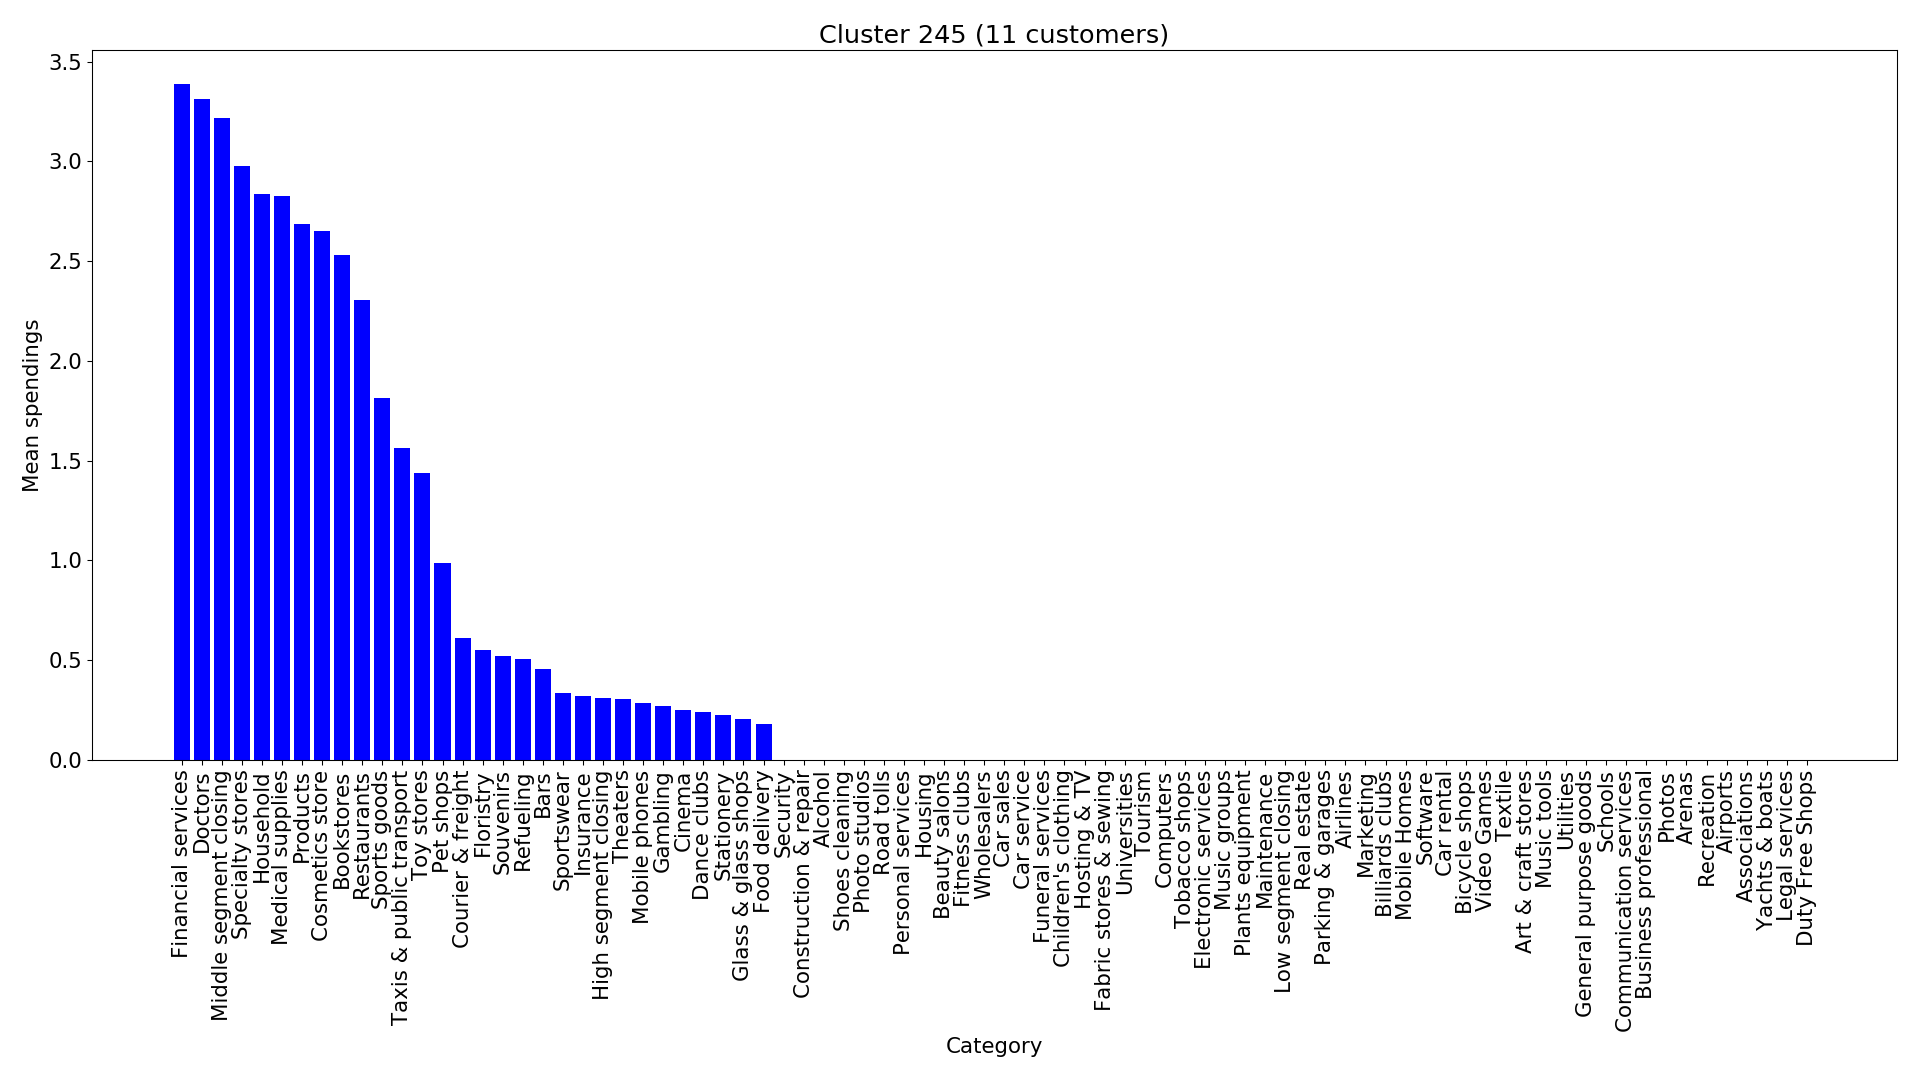 Cluster 245 (11 customers)
3.5
3.0
2.5
2.0
1.5
1.0
0.5
0.0
Mean spendings
Financial services
Doctors
Middle segment closing
Specialty stores
Household
Medical supplies
Products
Cosmetics store
Bookstores
Restaurants
Sports goods
Taxis & public transport
Toy stores
Pet shops
Courier & freight
Floristry
Souvenirs
Refueling
Bars
Sportswear
Insurance
High segment closing
Theaters
Mobile phones
Gambling
Cinema
Dance clubs
Stationery
Glass & glass shops
Food delivery
Security
Construction & repair
Alcohol
Shoes cleaning
Photo studios
Road tolls
Personal services
Housing
Beauty salons
Fitness clubs
Wholesalers
Car sales
Car service
Funeral services
Children's clothing
Hosting & TV
Fabric stores & sewing
Universities
Tourism
Computers
Tobacco shops
Electronic services
Music groups
Plants equipment
Maintenance
Low segment closing
Real estate
Parking & garages
Airlines
Marketing
Billiards clubs
Mobile Homes
Software
Car rental
Bicycle shops
Video Games
Textile
Art & craft stores
Music tools
Utilities
General purpose goods
Schools
Communication services
Business professional
Photos
Arenas
Recreation
Airports
Associations
Yachts & boats
Legal services
Duty Free Shops
Category